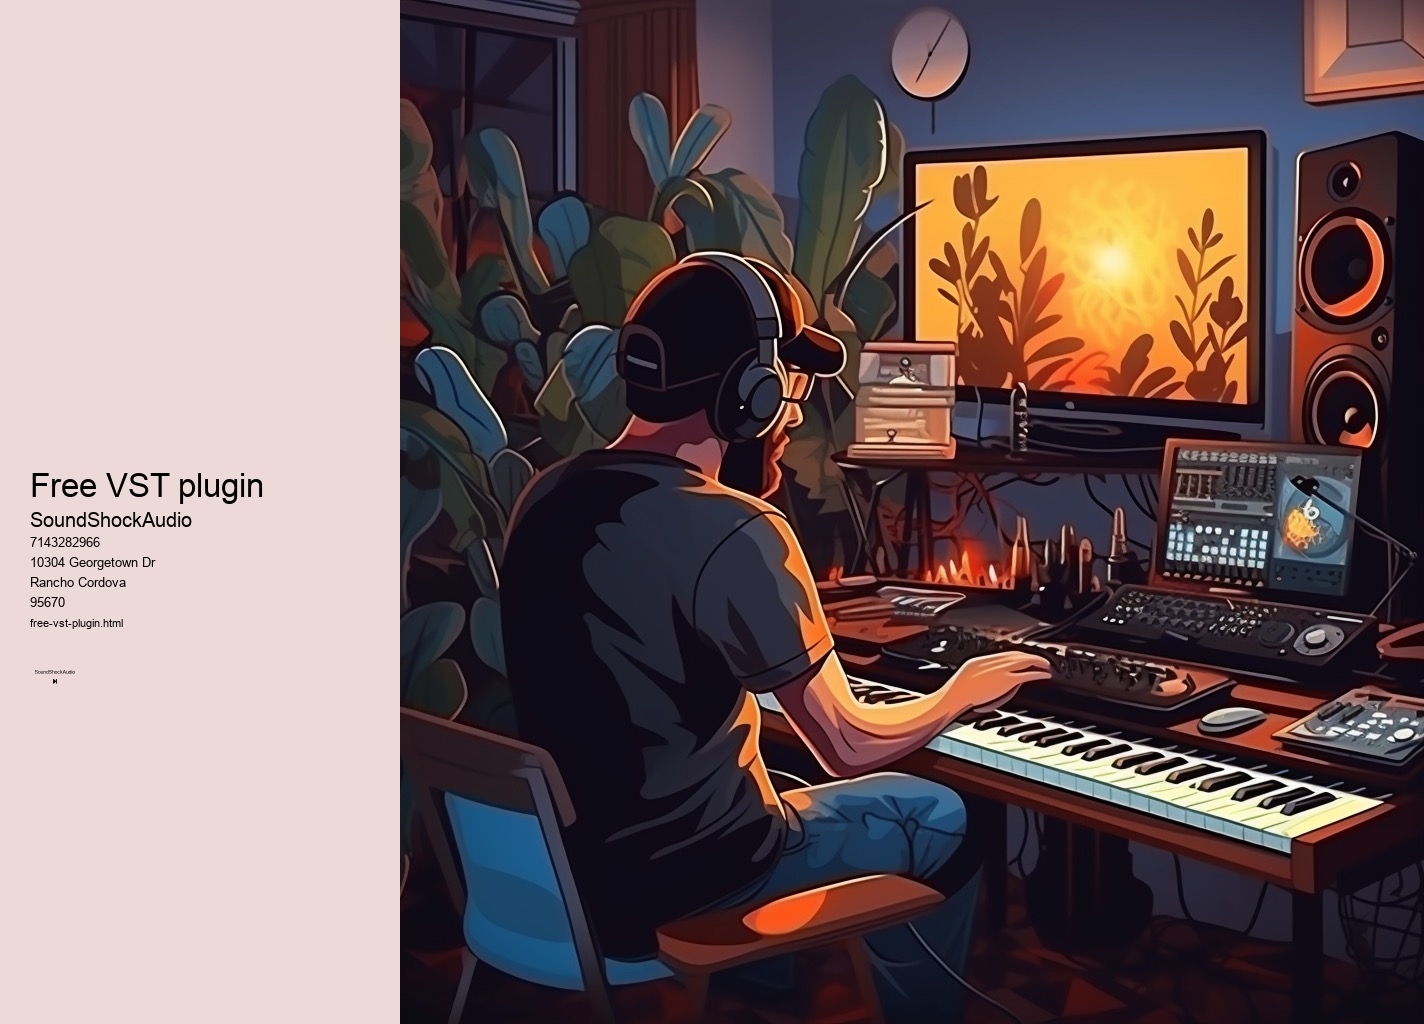 Free VST plugin
SoundShockAudio
7143282966
10304 Georgetown Dr
Rancho Cordova
95670
free-vst-plugin.html
SoundShockAudio